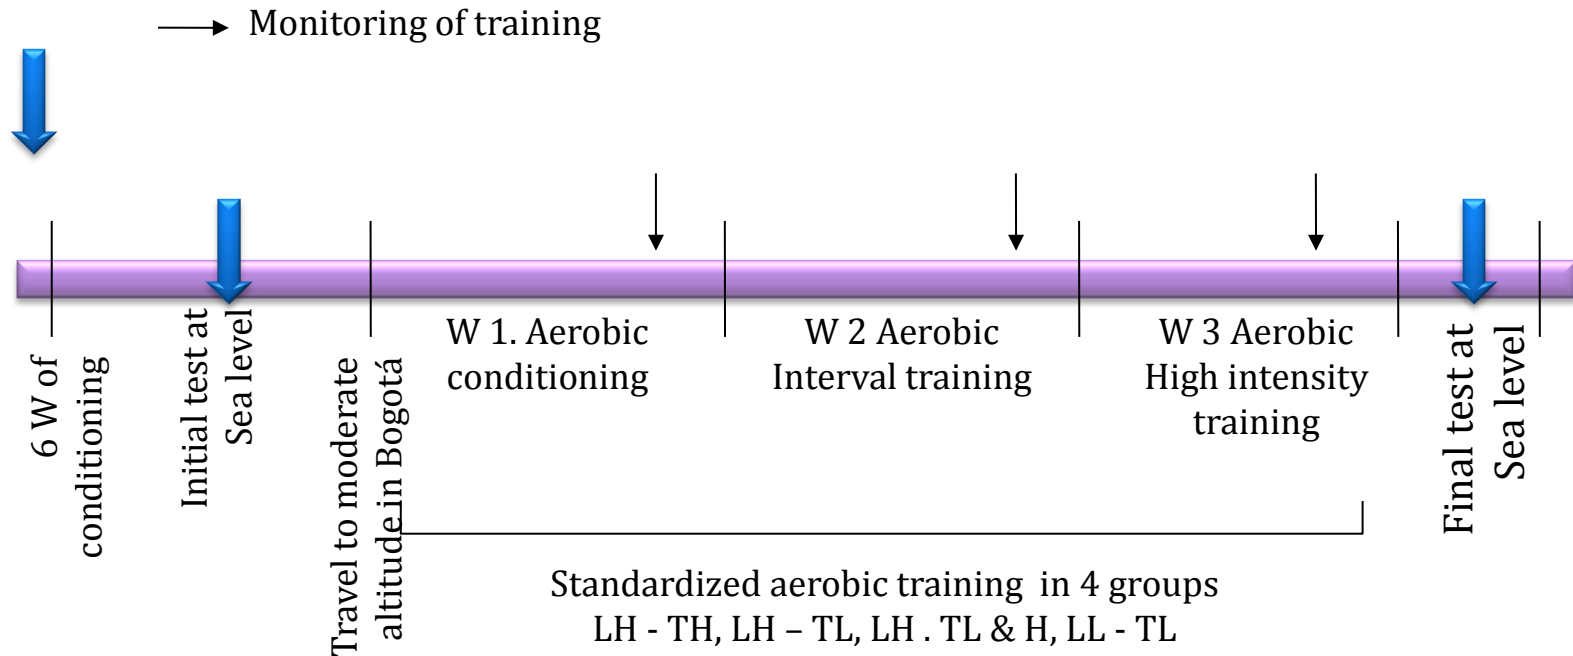 Monitoring of training
6 W of
conditioning
Initial test at
Sea level
Travel to moderate
altitude in Bogotá
W 1. Aerobic
conditioning
W 2 Aerobic
Interval training
W 3 Aerobic
High intensity
training
Final test at
Sea level
Standardized aerobic training  in 4 groups
LH - TH, LH – TL, LH . TL & H, LL - TL